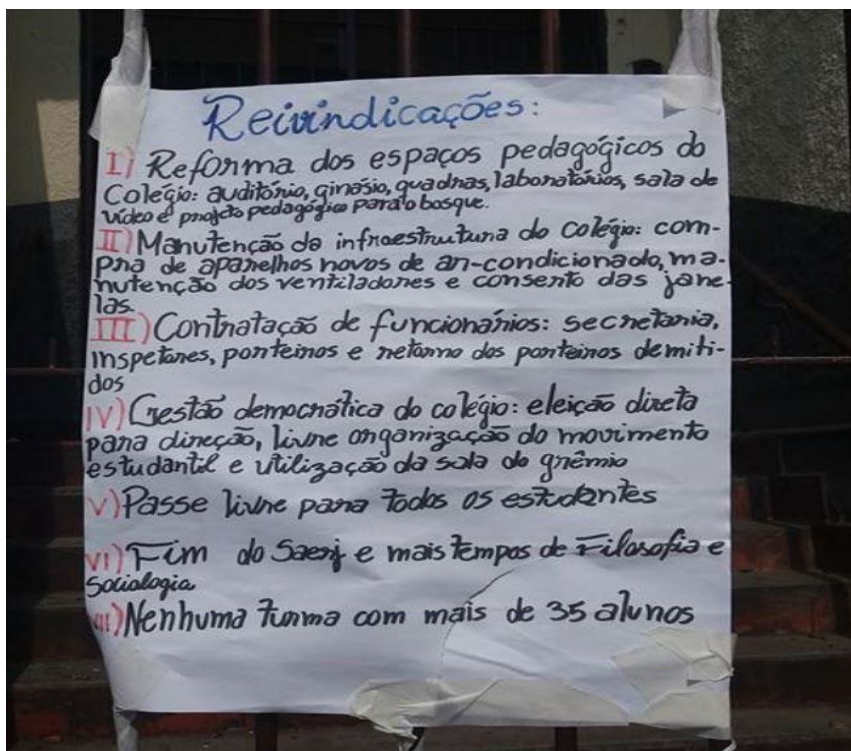 Reivindicações:
I) Reforma dos espaços pedagógicos do
Colégio: auditório, ginásio, quadras, laboratórios, sala de
vídeo e projeto pedagógico para o bosque.
II) Manutenção da infraestrutura do colégio: com-
pra de aparelhos novos de ar-condicionado, ma-
nutenção dos ventiladores e conserto das jane-
las.
III) Contratação de funcionários: secretaria,
inspetores, porteiros e retorno dos porteiros demiti-
dos
IV) Gestão democrática do colégio: eleição direta
para direção, livre organização do movimento
estudantil e utilização da sala do grêmio
V) Passe livre para todos os estudantes
VI) Fim do Saerj e mais tempos de Filosofia e
Sociologia
VII) Nenhuma turma com mais de 35 alunos